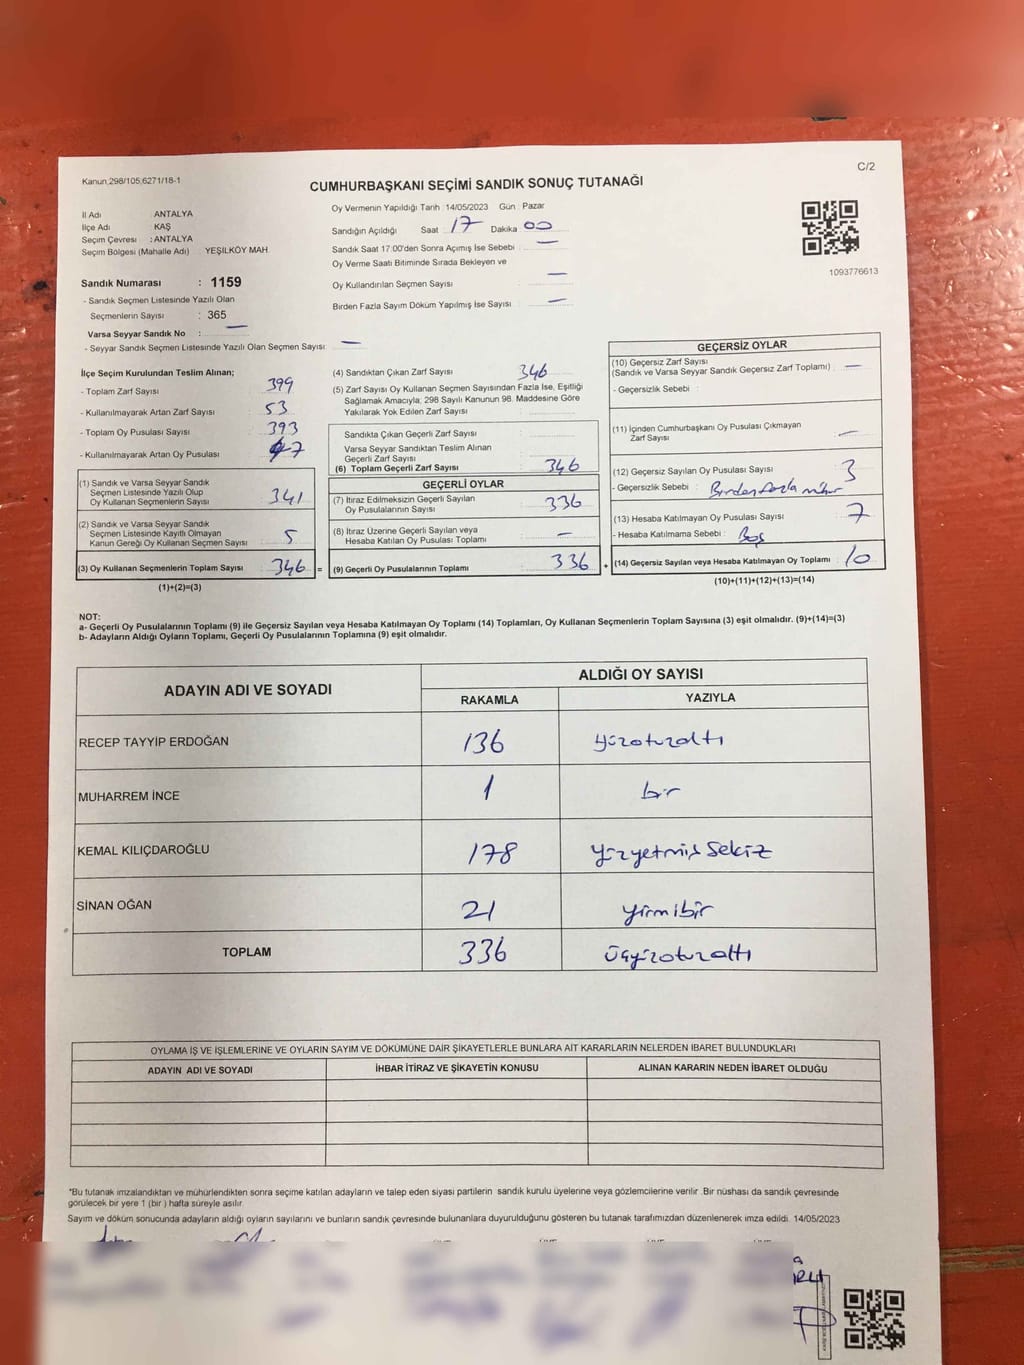 Kanun,298/105,6271/18-1
C/2
CUMHURBAŞKANI SEÇİMİ SANDIK SONUÇ TUTANAĞI
İl Adı ANTALYA
İlçe Adı KAŞ
Seçim Çevresi : ANTALYA
Seçim Bölgesi (Mahalle Adı) YEŞİLKÖY MAH.
Sandık Numarası : 1159
- Sandık Seçmen Listesinde Yazılı Olan
Seçmenlerin Sayısı : 365
Varsa Seyyar Sandık No : —
- Seyyar Sandık Seçmen Listesinde Yazılı Olan Seçmen Sayısı: —
Oy Vermenin Yapıldığı Tarih : 14/05/2023 Gün : Pazar
Sandığın Açıldığı Saat 17 Dakika 00
Sandık Saat 17:00'den Sonra Açımış İse Sebebi : —
Oy Verme Saati Bitiminde Sırada Bekleyen ve
Oy Kullandırılan Seçmen Sayısı : —
Birden Fazla Sayım Döküm Yapılmış İse Sayısı : —
1093776613
İlçe Seçim Kurulundan Teslim Alınan;
- Toplam Zarf Sayısı 399
- Kullanılmayarak Artan Zarf Sayısı 53
- Toplam Oy Pusulası Sayısı 393
- Kullanılmayarak Artan Oy Pusulası 47
(1) Sandık ve Varsa Seyyar Sandık
Seçmen Listesinde Yazılı Olup
Oy Kullanan Seçmenlerin Sayısı 341
(2) Sandık ve Varsa Seyyar Sandık
Seçmen Listesinde Kayıtlı Olmayan
Kanun Gereği Oy Kullanan Seçmen Sayısı 5
(3) Oy Kullanan Seçmenlerin Toplam Sayısı 346 =
(1)+(2)=(3)
(4) Sandıktan Çıkan Zarf Sayısı 346
(5) Zarf Sayısı Oy Kullanan Seçmen Sayısından Fazla İse, Eşitliği
Sağlamak Amacıyla; 298 Sayılı Kanunun 98. Maddesine Göre
Yakılarak Yok Edilen Zarf Sayısı
Sandıkta Çıkan Geçerli Zarf Sayısı
Varsa Seyyar Sandıktan Teslim Alınan
Geçerli Zarf Sayısı
(6) Toplam Geçerli Zarf Sayısı 346
GEÇERLİ OYLAR
(7) İtiraz Edilmeksizin Geçerli Sayılan
Oy Pusulalarının Sayısı 336
(8) İtiraz Üzerine Geçerli Sayılan veya
Hesaba Katılan Oy Pusulası Toplamı —
(9) Geçerli Oy Pusulalarının Toplamı 336 +
GEÇERSİZ OYLAR
(10) Geçersiz Zarf Sayısı
(Sandık ve Varsa Seyyar Sandık Geçersiz Zarf Toplamı) : —
- Geçersizlik Sebebi :
(11) İçinden Cumhurbaşkanı Oy Pusulası Çıkmayan
Zarf Sayısı —
(12) Geçersiz Sayılan Oy Pusulası Sayısı 3
- Geçersizlik Sebebi : Birden fazla mühür
(13) Hesaba Katılmayan Oy Pusulası Sayısı 7
- Hesaba Katılmama Sebebi : Boş
(14) Geçersiz Sayılan veya Hesaba Katılmayan Oy Toplamı 10
(10)+(11)+(12)+(13)=(14)
NOT:
a- Geçerli Oy Pusulalarının Toplamı (9) ile Geçersiz Sayılan veya Hesaba Katılmayan Oy Toplamı (14) Toplamları, Oy Kullanan Seçmenlerin Toplam Sayısına (3) eşit olmalıdır. (9)+(14)=(3)
b- Adayların Aldığı Oyların Toplamı, Geçerli Oy Pusulalarının Toplamına (9) eşit olmalıdır.
ADAYIN ADI VE SOYADI ALDIĞI OY SAYISI
RAKAMLA YAZIYLA
RECEP TAYYİP ERDOĞAN 136 yüzotuzaltı
MUHARREM İNCE 1 bir
KEMAL KILIÇDAROĞLU 178 yüzyetmiş sekiz
SİNAN OĞAN 21 yirmibir
TOPLAM 336 üçyüzotuzaltı
OYLAMA İŞ VE İŞLEMLERİNE VE OYLARIN SAYIM VE DÖKÜMÜNE DAİR ŞİKAYETLERLE BUNLARA AİT KARARLARIN NELERDEN İBARET BULUNDUKLARI
ADAYIN ADI VE SOYADI İHBAR İTİRAZ VE ŞİKAYETİN KONUSU ALINAN KARARIN NEDEN İBARET OLDUĞU
*Bu tutanak imzalandıktan ve mühürlendikten sonra seçime katılan adayların ve talep eden siyasi partilerin sandık kurulu üyelerine veya gözlemcilerine verilir .Bir nüshası da sandık çevresinde
görülecek bir yere 1 (bir ) hafta süreyle asılır.
Sayım ve döküm sonucunda adayların aldığı oyların sayılarını ve bunların sandık çevresinde bulunanlara duyurulduğunu gösteren bu tutanak tarafımızdan düzenlenerek imza edildi. 14/05/2023